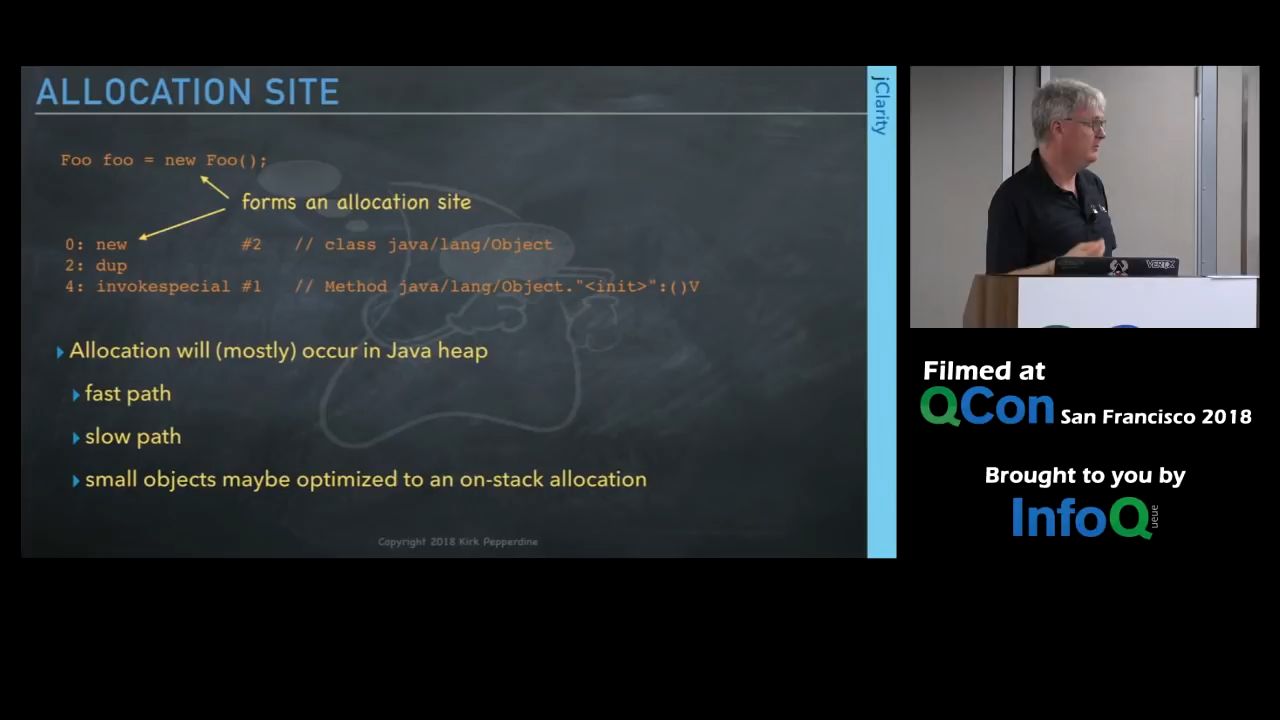 ALLOCATION SITE
jClarity
Foo foo = new Foo();
forms an allocation site
0: new #2 // class java/lang/Object
2: dup
4: invokespecial #1 // Method java/lang/Object."<init>":()V
Allocation will (mostly) occur in Java heap
fast path
slow path
small objects maybe optimized to an on-stack allocation
Copyright 2018 Kirk Pepperdine
VERTX
Filmed at
QCon San Francisco 2018
Brought to you by
InfoQ
ueue